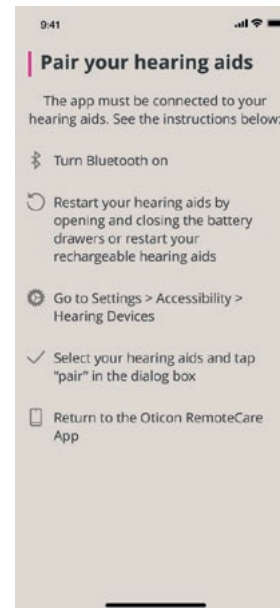 9:41
Pair your hearing aids
The app must be connected to your
hearing aids. See the instructions below:
Turn Bluetooth on
Restart your hearing aids by
opening and closing the battery
drawers or restart your
rechargeable hearing aids
Go to Settings > Accessibility >
Hearing Devices
Select your hearing aids and tap
"pair" in the dialog box
Return to the Oticon RemoteCare
App